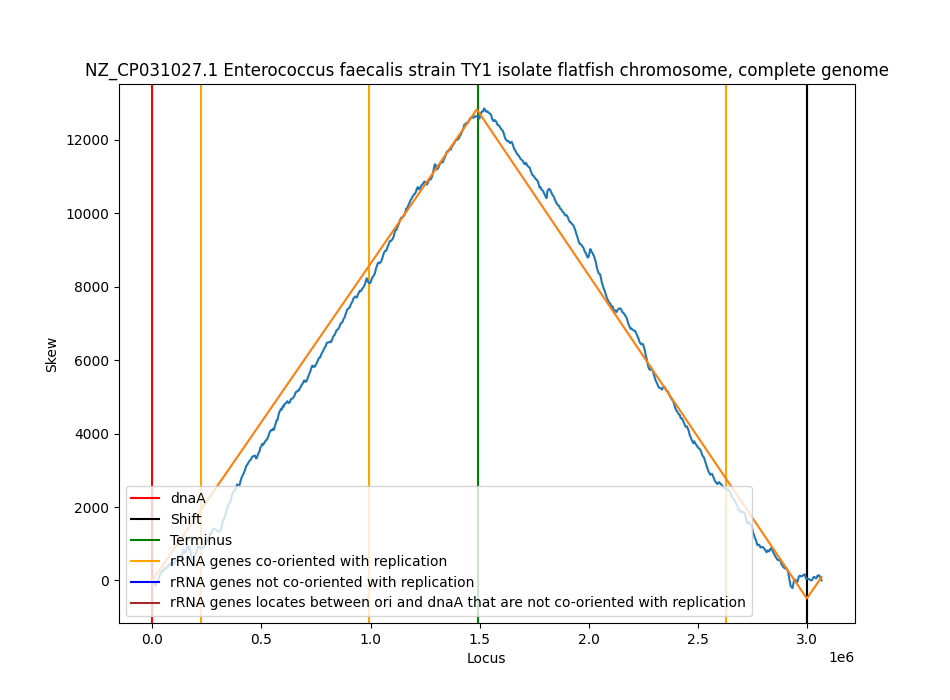 NZ_CP031027.1 Enterococcus faecalis strain TY1 isolate flatfish chromosome, complete genome
Skew
12000
10000
8000
6000
4000
2000
0
dnaA
Shift
Terminus
rRNA genes co-oriented with replication
rRNA genes not co-oriented with replication
rRNA genes locates between ori and dnaA that are not co-oriented with replication
0.0 0.5 1.0 1.5 2.0 2.5 3.0
Locus
1e6